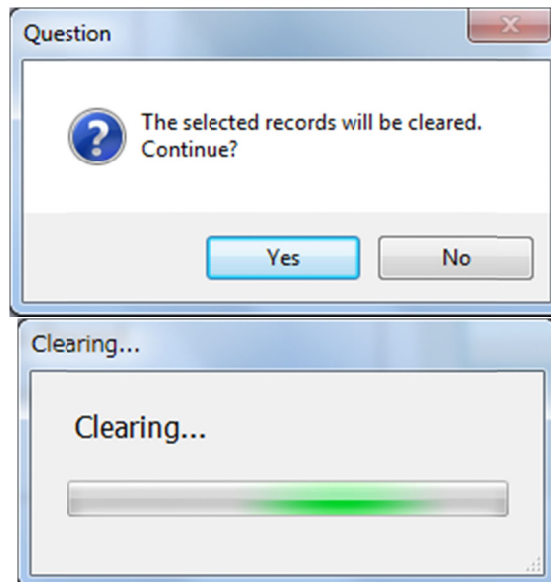 Question
The selected records will be cleared.
Continue?
Yes
No
Clearing...
Clearing...